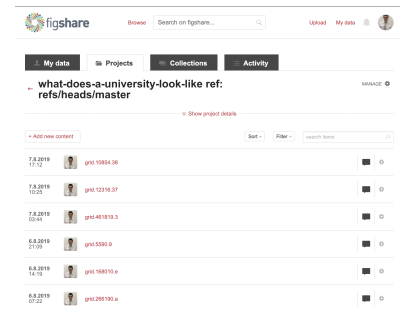 figshare
Browse
Search on figshare...
Upload
My data
My data
Projects
Collections
Activity
← what-does-a-university-look-like ref:
refs/heads/master
MANAGE
Show project details
+ Add new content
Sort
Filter
search items
7.8.2019
17:12
grid.10854.38
7.8.2019
10:25
grid.12316.37
7.8.2019
03:44
grid.461819.3
6.8.2019
21:09
grid.5590.9
6.8.2019
14:19
grid.168010.e
6.8.2019
07:22
grid.266190.a